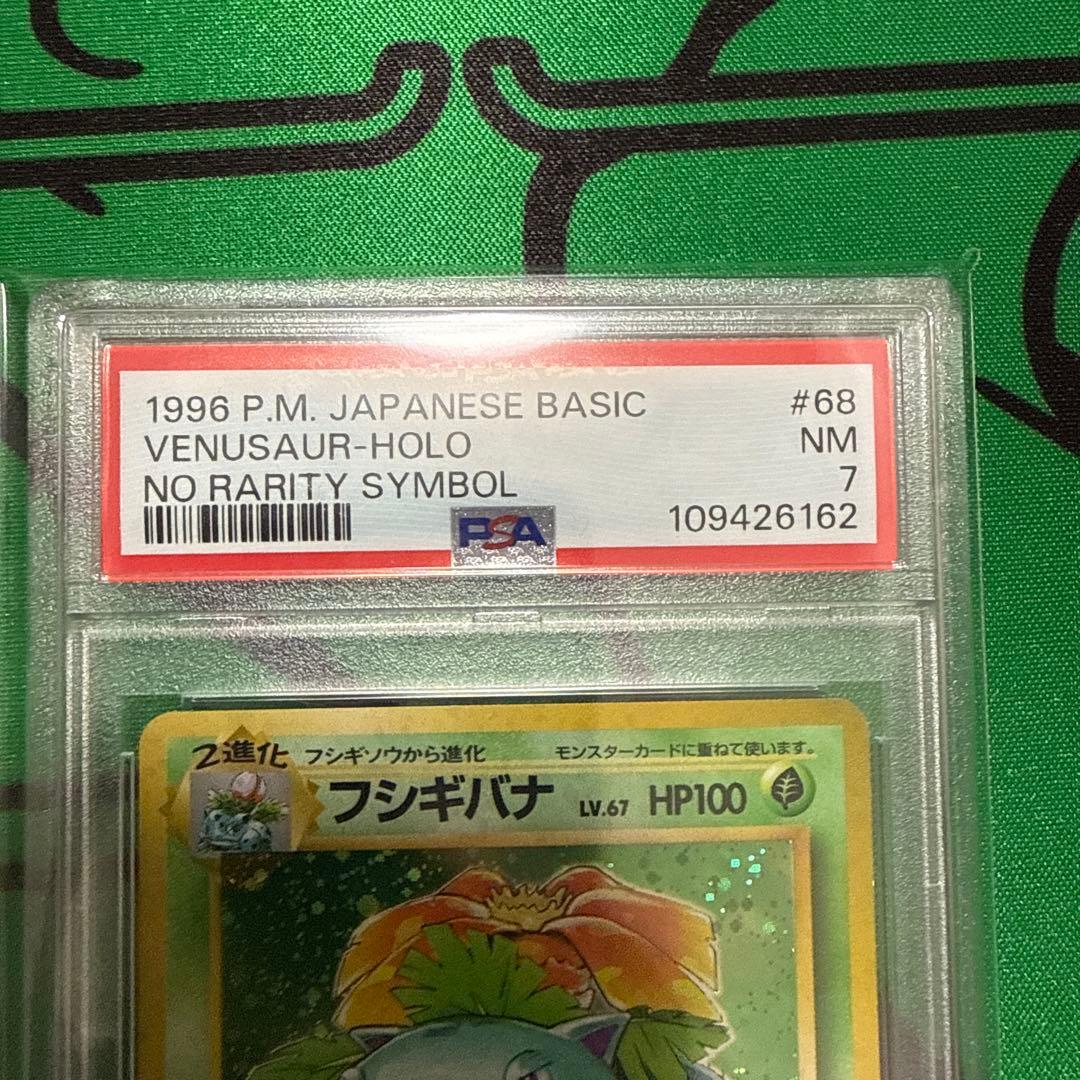 1996 P.M. JAPANESE BASIC #68
VENUSAUR-HOLO NM
NO RARITY SYMBOL 7
PSA 109426162
2進化 フシギソウから進化 モンスターカードに重ねて使います。
フシギバナ LV.67 HP100